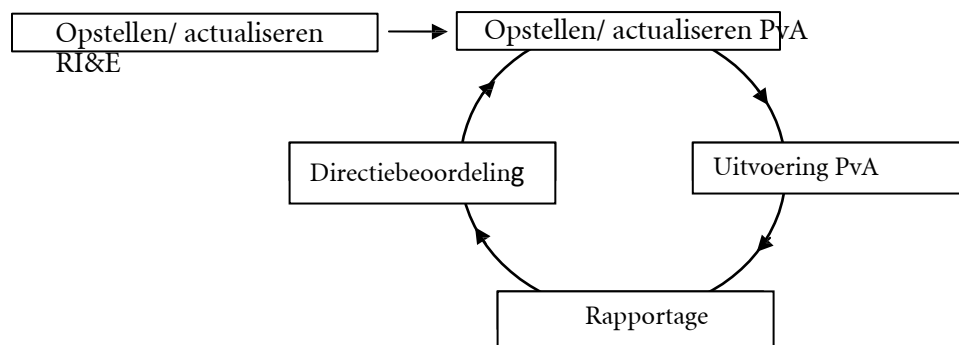 Opstellen/ actualiseren
RI&E
Opstellen/ actualiseren PvA
Directiebeoordeling
Uitvoering PvA
Rapportage